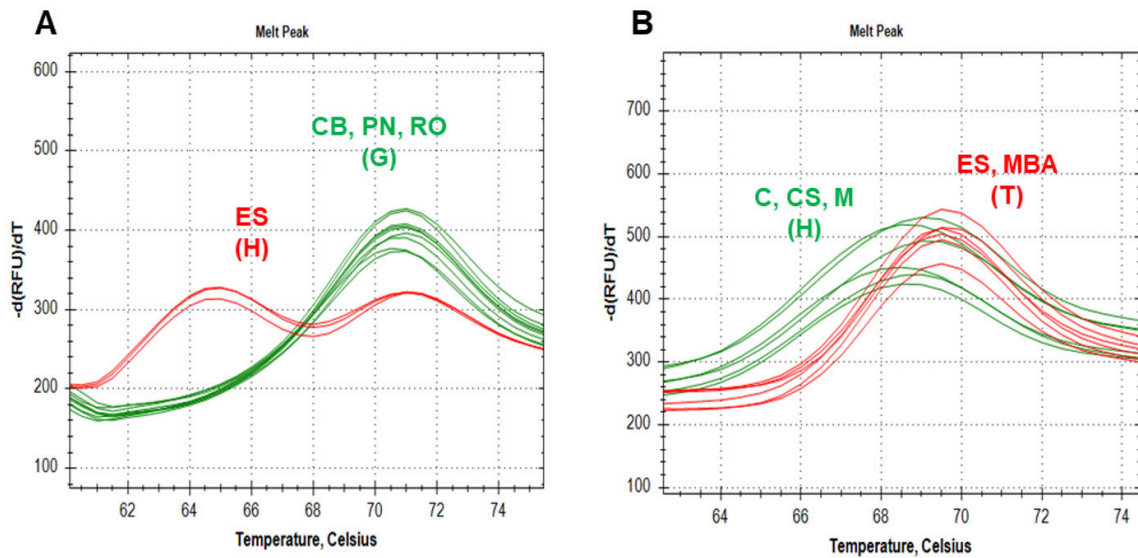 A
Melt Peak
600
500
400
300
200
100
-d(RFU)/dT
CB, PN, RO
(G)
ES
(H)
62
64
66
68
70
72
74
Temperature, Celsius
B
Melt Peak
700
600
500
400
300
200
100
-d(RFU)/dT
C, CS, M
(H)
ES, MBA
(T)
64
66
68
70
72
74
Temperature, Celsius